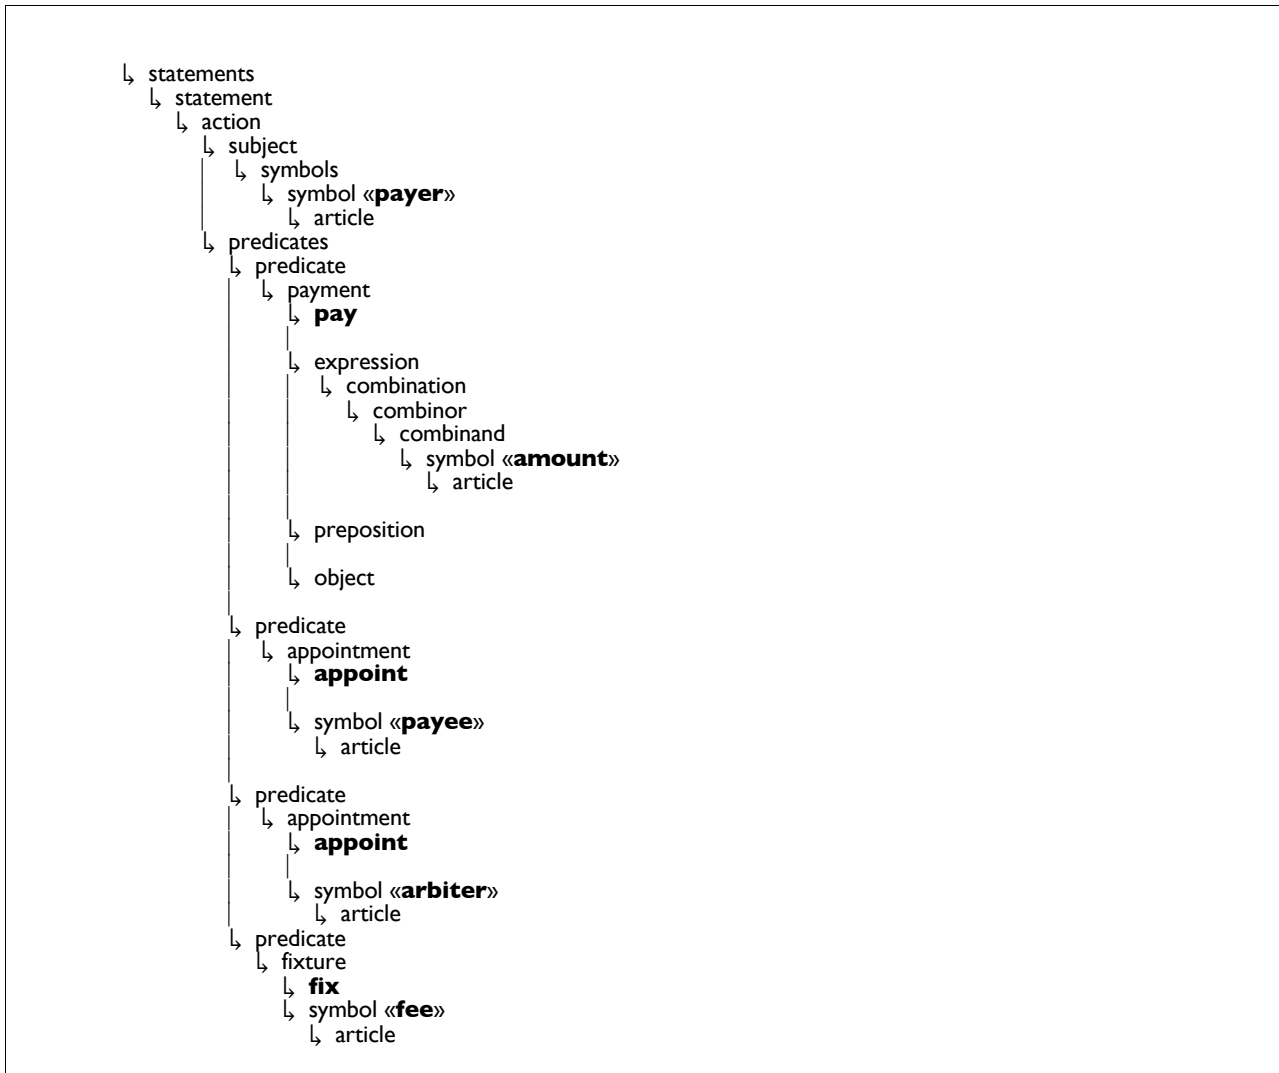 ↳ statements
↳ statement
↳ action
↳ subject
↳ symbols
↳ symbol «payer»
↳ article
↳ predicates
↳ predicate
↳ payment
↳ pay
↳ expression
↳ combination
↳ combinor
↳ combinand
↳ symbol «amount»
↳ article
↳ preposition
↳ object
↳ predicate
↳ appointment
↳ appoint
↳ symbol «payee»
↳ article
↳ predicate
↳ appointment
↳ appoint
↳ symbol «arbiter»
↳ article
↳ predicate
↳ fixture
↳ fix
↳ symbol «fee»
↳ article